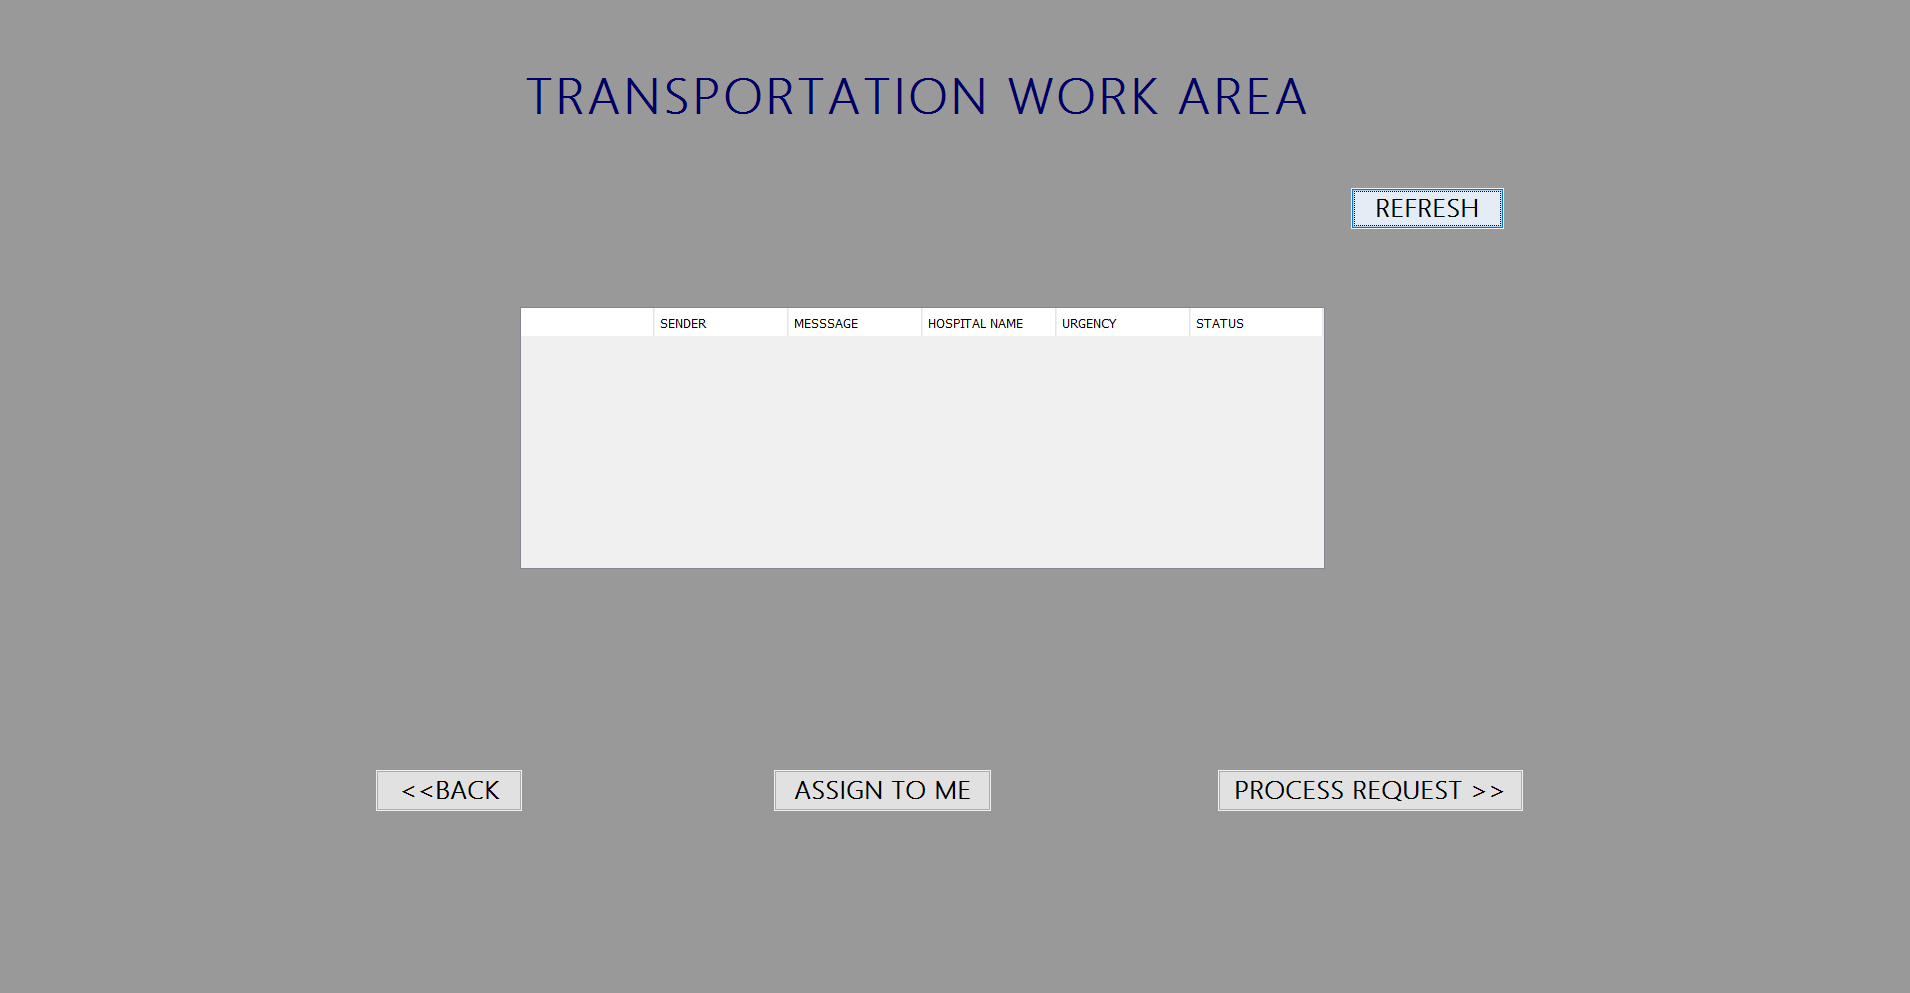 TRANSPORTATION WORK AREA
REFRESH
SENDER MESSSAGE HOSPITAL NAME URGENCY STATUS
<<BACK ASSIGN TO ME PROCESS REQUEST >>